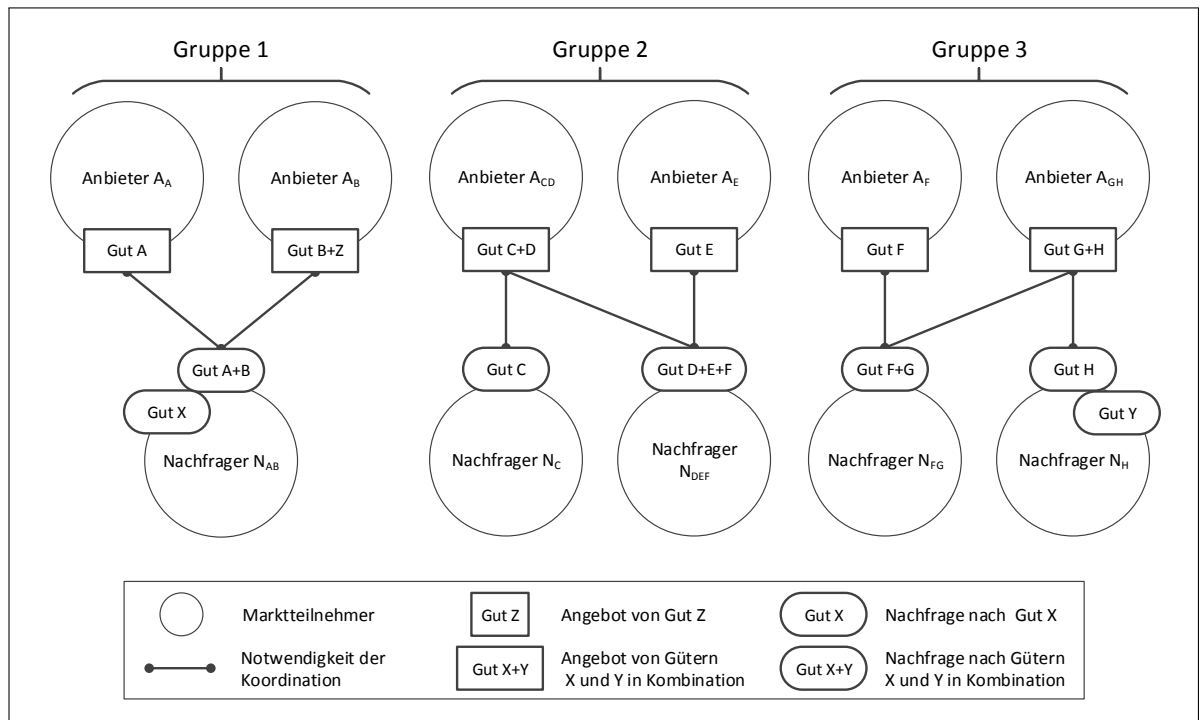 Gruppe 1
Gruppe 2
Gruppe 3
Anbieter A_A
Anbieter A_B
Anbieter A_CD
Anbieter A_E
Anbieter A_F
Anbieter A_GH
Gut A
Gut B+Z
Gut C+D
Gut E
Gut F
Gut G+H
Gut A+B
Gut C
Gut D+E+F
Gut F+G
Gut H
Gut X
Gut Y
Nachfrager N_AB
Nachfrager N_C
Nachfrager
N_DEF
Nachfrager N_FG
Nachfrager N_H
Marktteilnehmer
Gut Z
Angebot von Gut Z
Gut X
Nachfrage nach Gut X
Notwendigkeit der
Koordination
Gut X+Y
Angebot von Gütern
X und Y in Kombination
Gut X+Y
Nachfrage nach Gütern
X und Y in Kombination